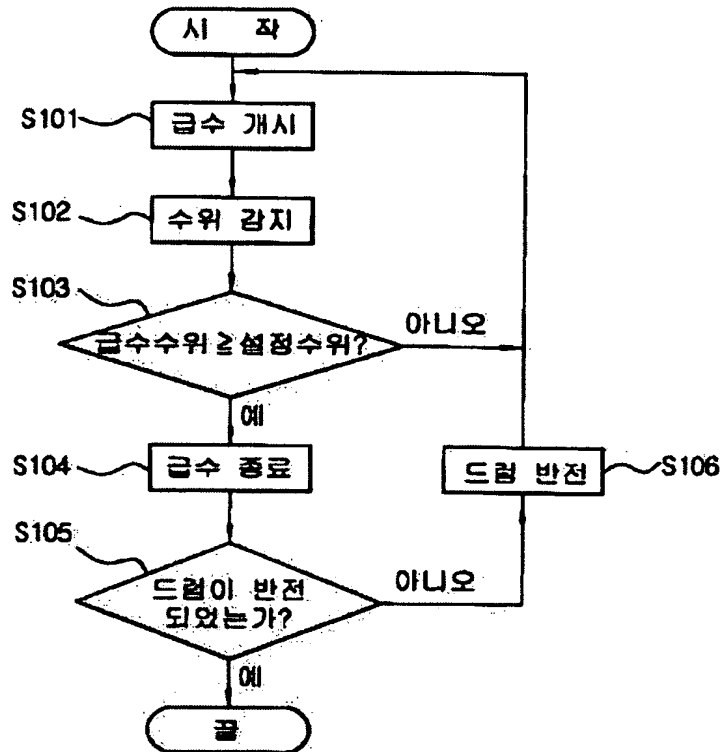 시 작
S101
급수 개시
S102
수위 감지
S103
급수수위≥설정수위?
아니오
예
S104
급수 종료
드럼 반전
S106
S105
드럼이 반전
되었는가?
아니오
예
끝